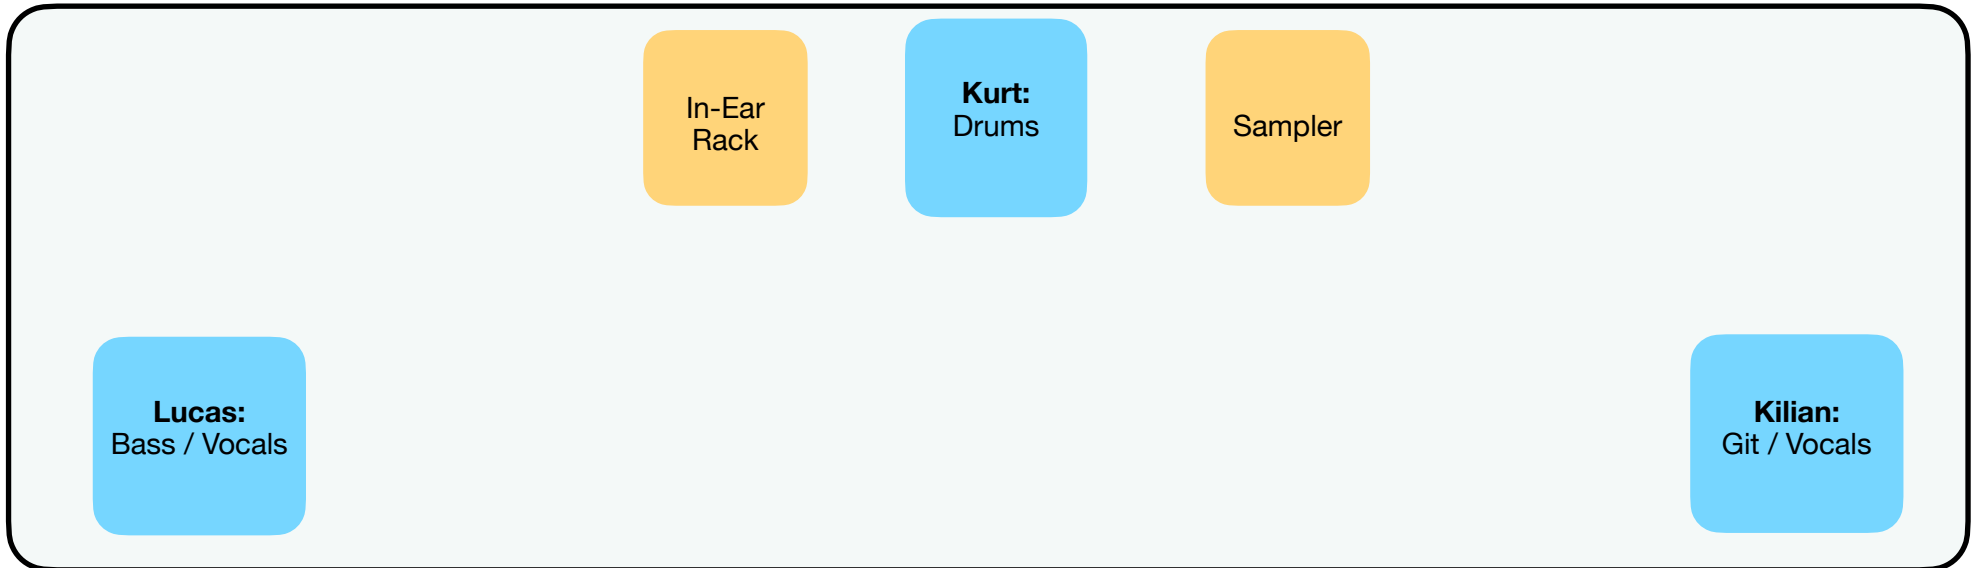 In-Ear
Rack
Kurt:
Drums
Sampler
Lucas:
Bass / Vocals
Kilian:
Git / Vocals